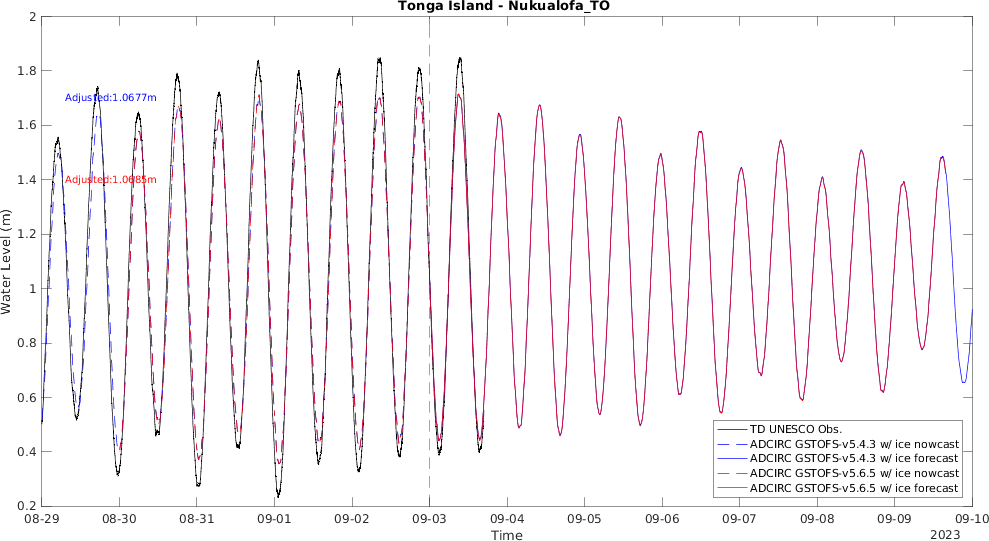 Tonga Island - Nukualofa_TO
2
1.8
Adjusted:1.0677m
1.6
1.4
Adjusted:1.0685m
1.2
1
0.8
0.6
0.4
0.2
Water Level (m)
TD UNESCO Obs.
ADCIRC GSTOFS-v5.4.3 w/ ice nowcast
ADCIRC GSTOFS-v5.4.3 w/ ice forecast
ADCIRC GSTOFS-v5.6.5 w/ ice nowcast
ADCIRC GSTOFS-v5.6.5 w/ ice forecast
08-29 08-30 08-31 09-01 09-02 09-03 09-04 09-05 09-06 09-07 09-08 09-09 09-10
Time
2023